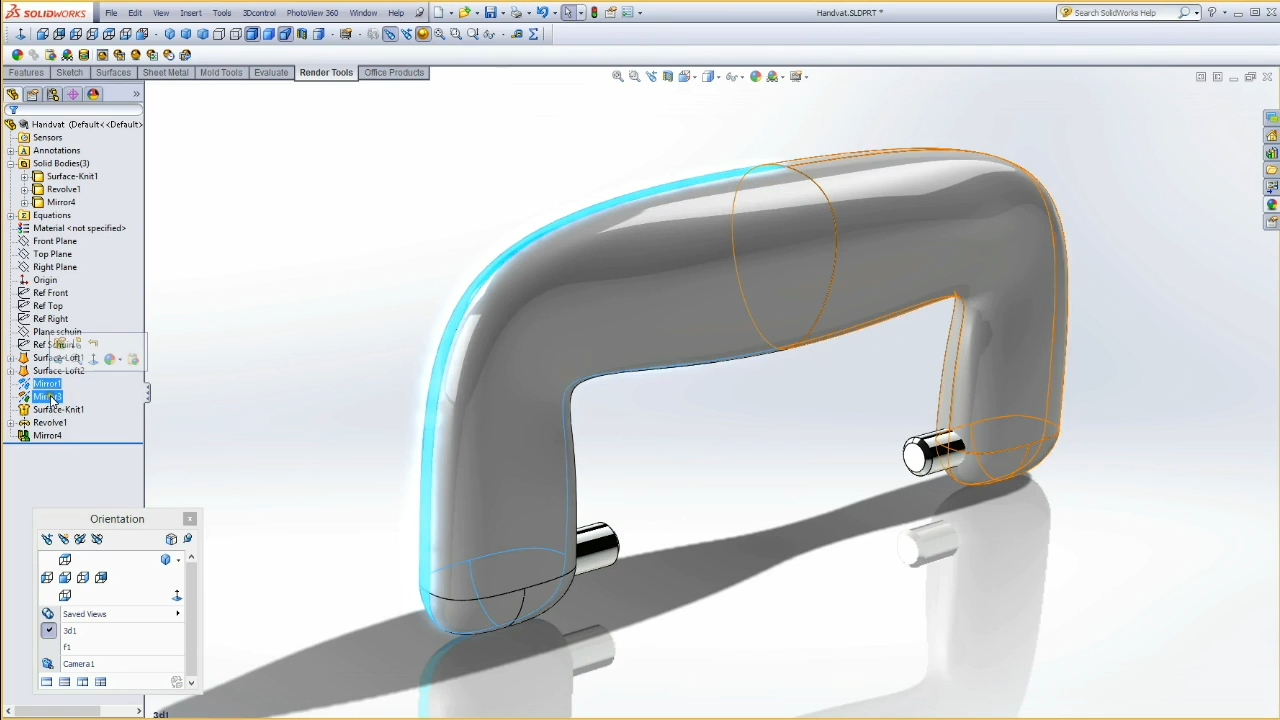 SOLIDWORKS File Edit View Insert Tools 3Dcontrol PhotoView 360 Window Help Handvat.SLDPRT * Search SolidWorks Help
Features Sketch Surfaces Sheet Metal Mold Tools Evaluate Render Tools Office Products
Handvat (Default<<Default>
Sensors
Annotations
Solid Bodies(3)
Surface-Knit1
Revolve1
Mirror4
Equations
Material <not specified>
Front Plane
Top Plane
Right Plane
Origin
Ref Front
Ref Top
Ref Right
Plane schuin
Surface-Loft1
Surface-Loft2
Mirror1
Mirror3
Surface-Knit1
Revolve1
Mirror4
Orientation
Saved Views
3d1
f1
Camera1
3d1